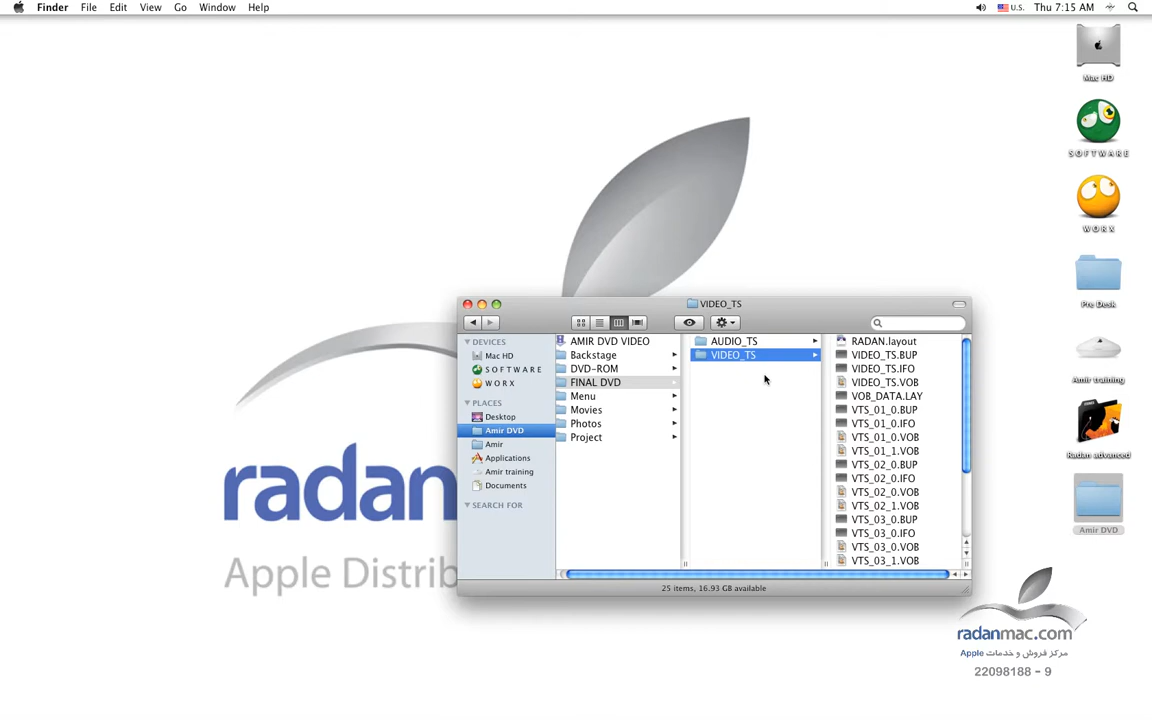 Finder File Edit View Go Window Help
U.S. Thu 7:15 AM
Mac HD
S O F T W A R E
W O R X
Pre Desk
Amir training
Radan advanced
Amir DVD
radan
Apple Distrib
VIDEO_TS
DEVICES
Mac HD
S O F T W A R E
W O R X
PLACES
Desktop
Amir DVD
Amir
Applications
Amir training
Documents
SEARCH FOR
AMIR DVD VIDEO
Backstage
DVD-ROM
FINAL DVD
Menu
Movies
Photos
Project
AUDIO_TS
VIDEO_TS
RADAN.layout
VIDEO_TS.BUP
VIDEO_TS.IFO
VIDEO_TS.VOB
VOB_DATA.LAY
VTS_01_0.BUP
VTS_01_0.IFO
VTS_01_0.VOB
VTS_01_1.VOB
VTS_02_0.BUP
VTS_02_0.IFO
VTS_02_0.VOB
VTS_02_1.VOB
VTS_03_0.BUP
VTS_03_0.IFO
VTS_03_0.VOB
VTS_03_1.VOB
25 items, 16.93 GB available
radanmac.com
مرکز فروش و خدمات Apple
22098188 - 9